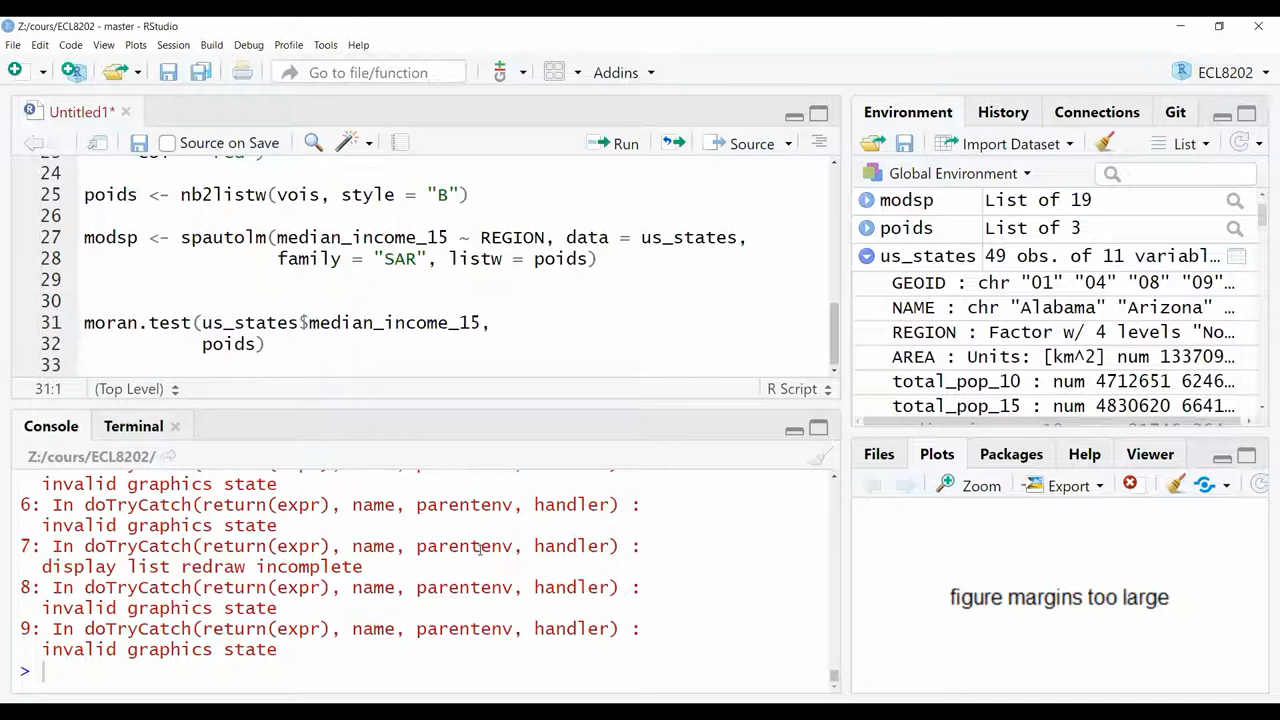 Z:/cours/ECL8202 - master - RStudio
File Edit Code View Plots Session Build Debug Profile Tools Help
Go to file/function Addins ECL8202
Untitled1*
Source on Save Run Source
24
25 poids <- nb2listw(vois, style = "B")
26
27 modsp <- spautolm(median_income_15 ~ REGION, data = us_states,
28 family = "SAR", listw = poids)
29
30
31 moran.test(us_states$median_income_15,
32 poids)
33
31:1 (Top Level) R Script
Console Terminal
Z:/cours/ECL8202/
invalid graphics state
6: In doTryCatch(return(expr), name, parentenv, handler) :
invalid graphics state
7: In doTryCatch(return(expr), name, parentenv, handler) :
display list redraw incomplete
8: In doTryCatch(return(expr), name, parentenv, handler) :
invalid graphics state
9: In doTryCatch(return(expr), name, parentenv, handler) :
invalid graphics state
>
Environment History Connections Git
Import Dataset List
Global Environment
modsp List of 19
poids List of 3
us_states 49 obs. of 11 variabl…
GEOID : chr "01" "04" "08" "09"…
NAME : chr "Alabama" "Arizona" …
REGION : Factor w/ 4 levels "No…
AREA : Units: [km^2] num 133709…
total_pop_10 : num 4712651 6246…
total_pop_15 : num 4830620 6641…
Files Plots Packages Help Viewer
Zoom Export
figure margins too large